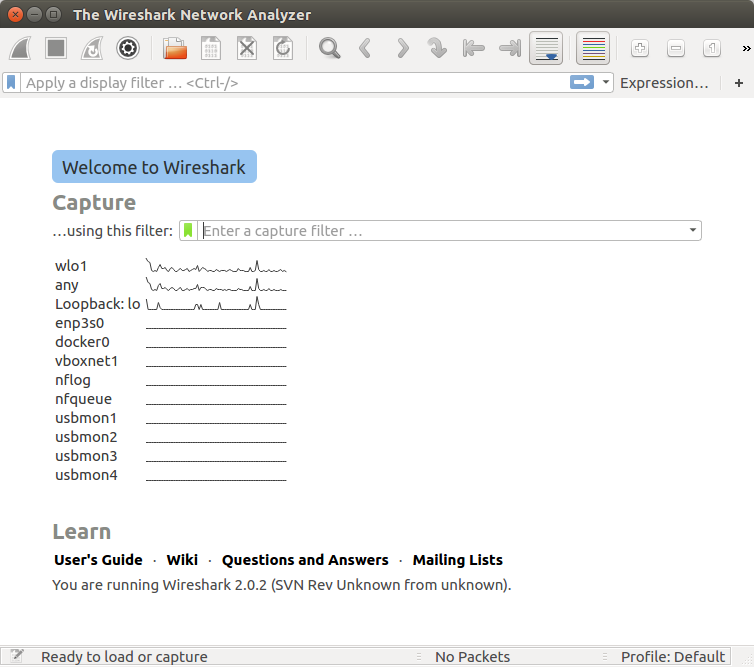 The Wireshark Network Analyzer
Apply a display filter … <Ctrl-/>
Expression…
+
Welcome to Wireshark
Capture
…using this filter:
Enter a capture filter …
wlo1
any
Loopback: lo
enp3s0
docker0
vboxnet1
nflog
nfqueue
usbmon1
usbmon2
usbmon3
usbmon4
Learn
User's Guide · Wiki · Questions and Answers · Mailing Lists
You are running Wireshark 2.0.2 (SVN Rev Unknown from unknown).
Ready to load or capture
No Packets
Profile: Default